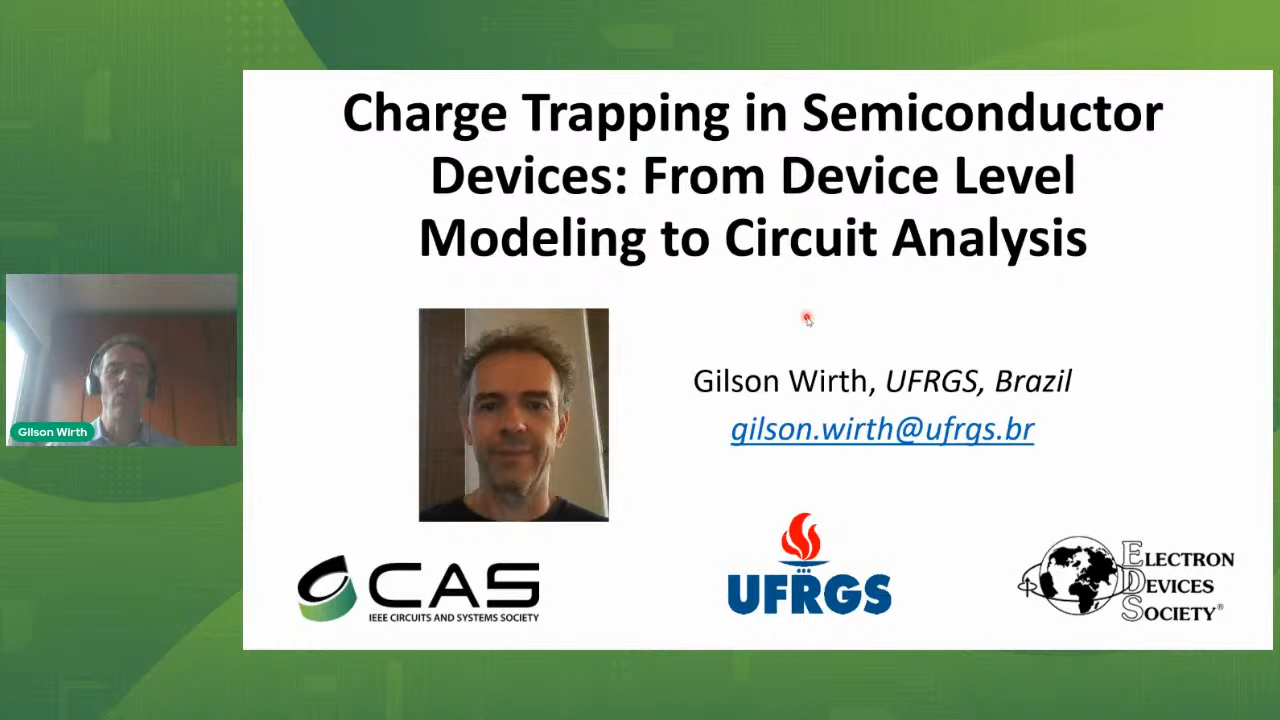 Charge Trapping in Semiconductor
Devices: From Device Level
Modeling to Circuit Analysis
Gilson Wirth, UFRGS, Brazil
gilson.wirth@ufrgs.br
Gilson Wirth
CAS
IEEE CIRCUITS AND SYSTEMS SOCIETY
UFRGS
ELECTRON
DEVICES
SOCIETY®